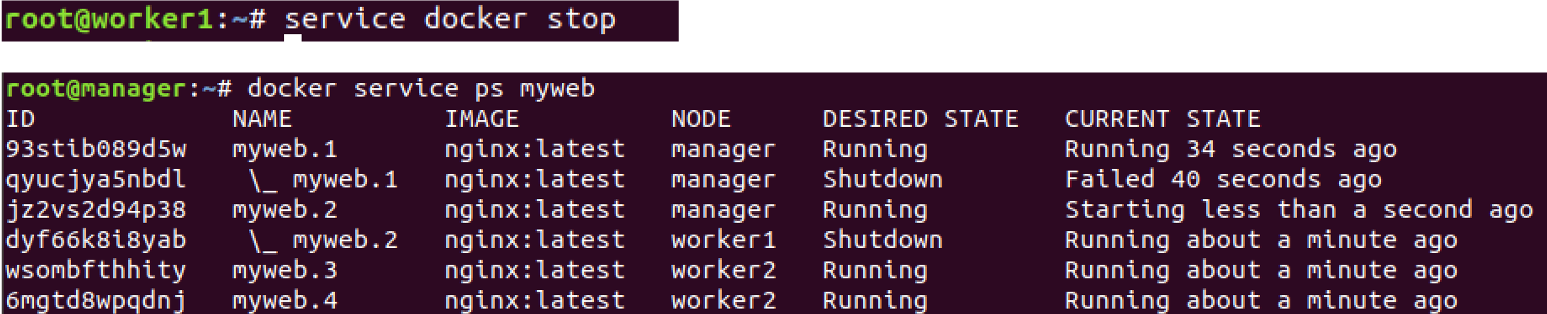 root@worker1:~# service docker stop
root@manager:~# docker service ps myweb
ID NAME IMAGE NODE DESIRED STATE CURRENT STATE
93stib089d5w myweb.1 nginx:latest manager Running Running 34 seconds ago
qyucjya5nbdl \_ myweb.1 nginx:latest manager Shutdown Failed 40 seconds ago
jz2vs2d94p38 myweb.2 nginx:latest manager Running Starting less than a second ago
dyf66k8i8yab \_ myweb.2 nginx:latest worker1 Shutdown Running about a minute ago
wsombfthhity myweb.3 nginx:latest worker2 Running Running about a minute ago
6mgtd8wpqdnj myweb.4 nginx:latest worker2 Running Running about a minute ago